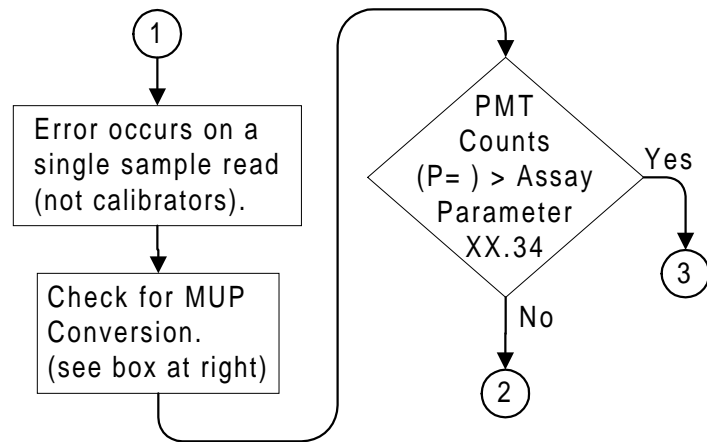 1
Error occurs on a
single sample read
(not calibrators).
Check for MUP
Conversion.
(see box at right)
PMT
Counts
(P= ) > Assay
Parameter
XX.34
Yes
3
No
2